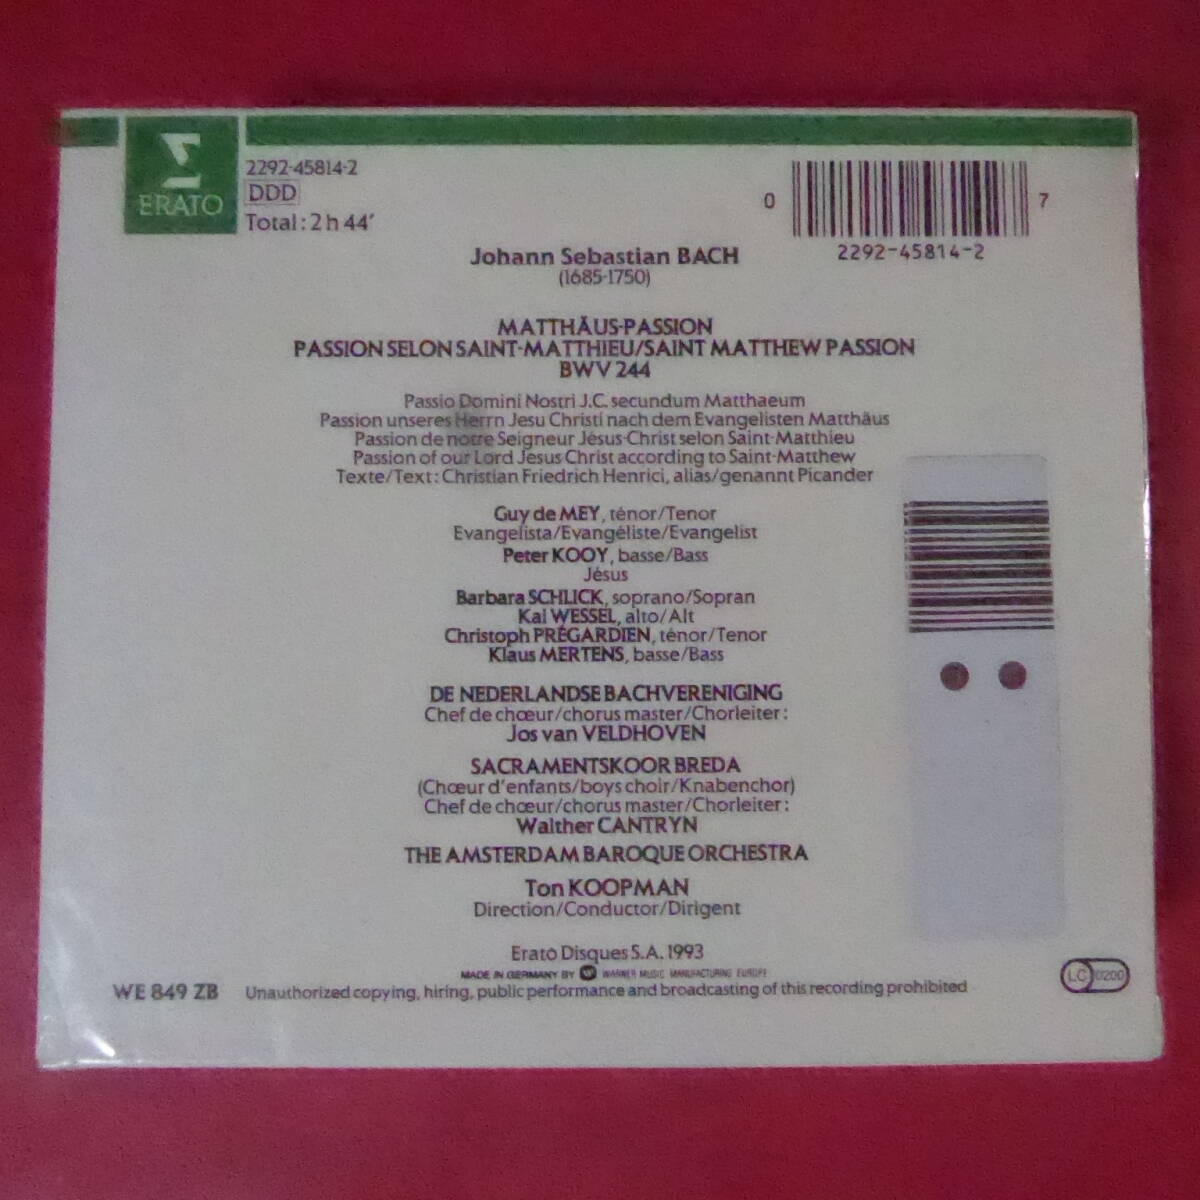 ERATO
2292-45814-2
DDD
Total : 2 h 44'
0 7
2292-45814-2
Johann Sebastian BACH
(1685-1750)
MATTHÄUS-PASSION
PASSION SELON SAINT-MATTHIEU/SAINT MATTHEW PASSION
BWV 244
Passio Domini Nostri J.C. secundum Matthaeum
Passion unseres Herrn Jesu Christi nach dem Evangelisten Matthäus
Passion de notre Seigneur Jésus-Christ selon Saint-Matthieu
Passion of our Lord Jesus Christ according to Saint-Matthew
Texte/Text : Christian Friedrich Henrici, alias/genannt Picander
Guy de MEY, ténor/Tenor
Evangelista/Evangéliste/Evangelist
Peter KOOY, basse/Bass
Jésus
Barbara SCHLICK, soprano/Sopran
Kai WESSEL, alto/Alt
Christoph PRÉGARDIEN, ténor/Tenor
Klaus MERTENS, basse/Bass
DE NEDERLANDSE BACHVERENIGING
Chef de chœur/chorus master/Chorleiter :
Jos van VELDHOVEN
SACRAMENTSKOOR BREDA
(Chœur d'enfants/boys choir/Knabenchor)
Chef de chœur/chorus master/Chorleiter :
Walther CANTRYN
THE AMSTERDAM BAROQUE ORCHESTRA
Ton KOOPMAN
Direction/Conductor/Dirigent
Erato Disques S.A. 1993
MADE IN GERMANY BY WARNER MUSIC MANUFACTURING EUROPE
WE 849 ZB Unauthorized copying, hiring, public performance and broadcasting of this recording prohibited
LC 0200